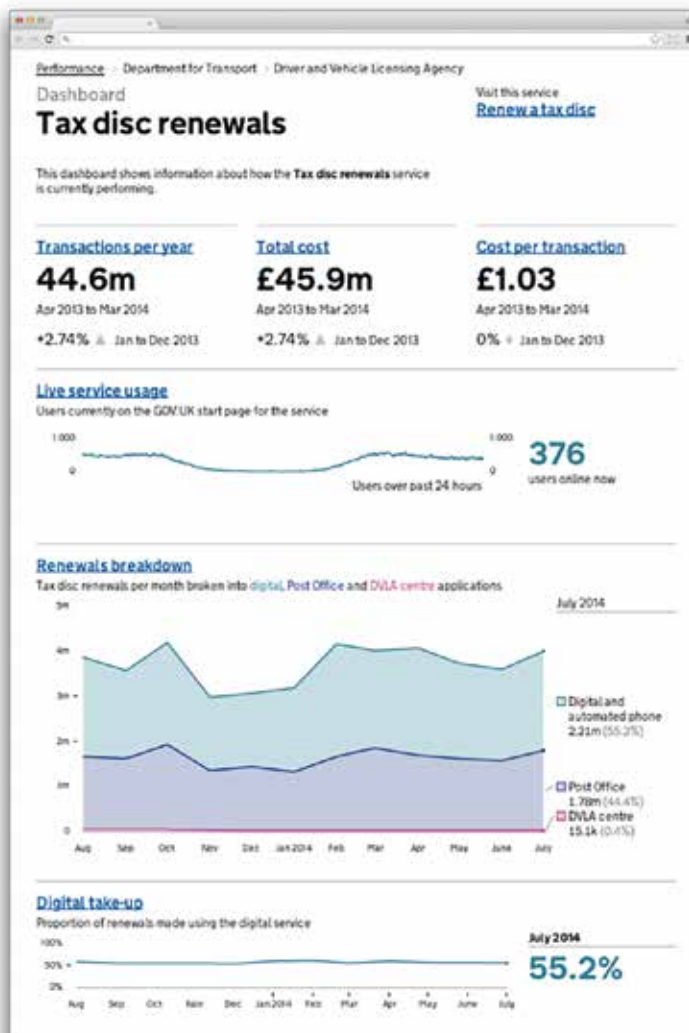 Performance > Department for Transport > Driver and Vehicle Licensing Agency
Dashboard
Tax disc renewals
Visit this service
Renew a tax disc
This dashboard shows information about how the Tax disc renewals service
is currently performing.
Transactions per year
44.6m
Apr 2013 to Mar 2014
+2.74% Jan to Dec 2013
Total cost
£45.9m
Apr 2013 to Mar 2014
+2.74% Jan to Dec 2013
Cost per transaction
£1.03
Apr 2013 to Mar 2014
0% Jan to Dec 2013
Live service usage
Users currently on the GOV.UK start page for the service
1 000
0
1 000
0
Users over past 24 hours
376
users online now
Renewals breakdown
Tax disc renewals per month broken into digital, Post Office and DVLA centre applications
5m
4m
3m
2m
1m
0
Aug Sep Oct Nov Dec Jan 2014 Feb Mar Apr May June July
July 2014
Digital and
automated phone
2.21m (55.2%)
Post Office
1.78m (44.4%)
DVLA centre
15.1k (0.4%)
Digital take-up
Proportion of renewals made using the digital service
100%
50%
0%
Aug Sep Oct Nov Dec Jan 2014 Feb Mar Apr May June July
July 2014
55.2%